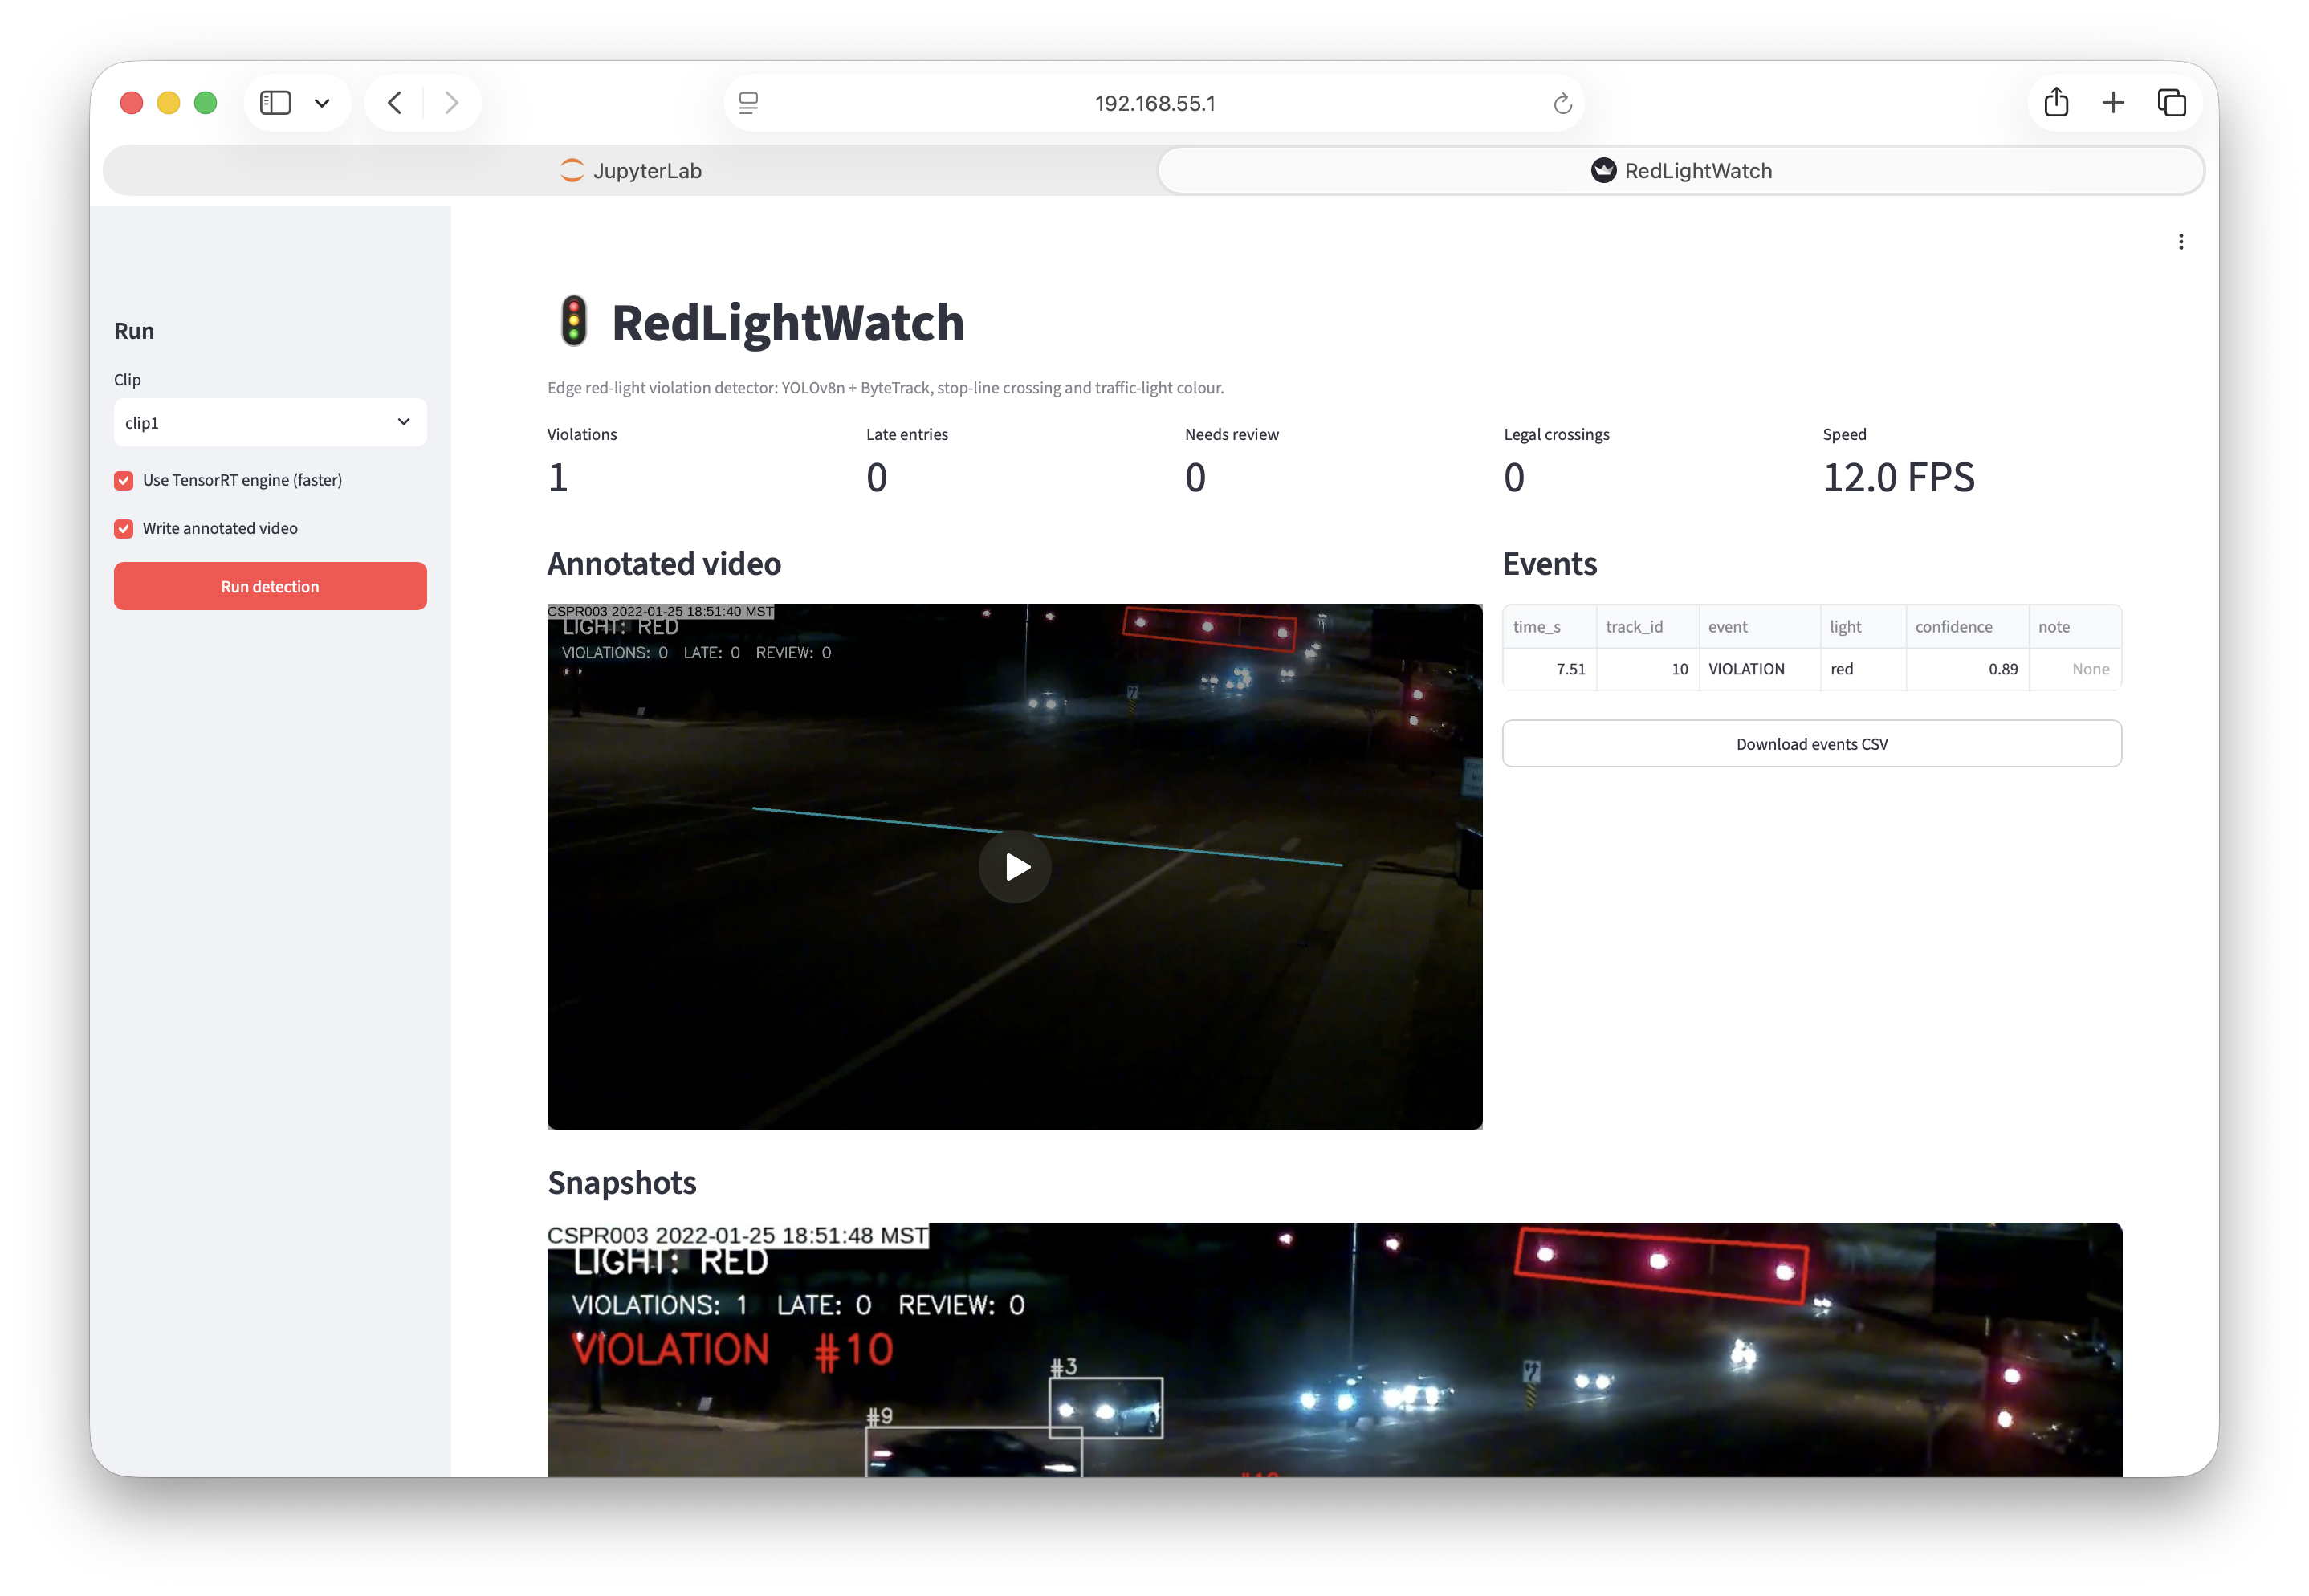 192.168.55.1
JupyterLab
RedLightWatch
Run
Clip
clip1
Use TensorRT engine (faster)
Write annotated video
Run detection
RedLightWatch
Edge red-light violation detector: YOLOv8n + ByteTrack, stop-line crossing and traffic-light colour.
Violations
1
Late entries
0
Needs review
0
Legal crossings
0
Speed
12.0 FPS
Annotated video
CSPR003 2022-01-25 18:51:40 MST
LIGHT: RED
VIOLATIONS: 0 LATE: 0 REVIEW: 0
Events
time_s track_id event light confidence note
7.51 10 VIOLATION red 0.89 None
Download events CSV
Snapshots
CSPR003 2022-01-25 18:51:48 MST
LIGHT: RED
VIOLATIONS: 1 LATE: 0 REVIEW: 0
VIOLATION #10
#3
#9